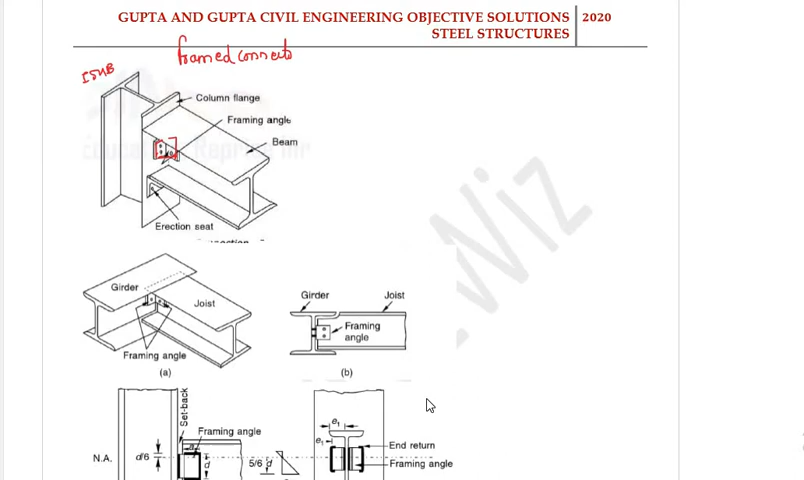 GUPTA AND GUPTA CIVIL ENGINEERING OBJECTIVE SOLUTIONS 2020
STEEL STRUCTURES
framed connects
ISMB
Column flange
Framing angle
Beam
Erection seat
Girder
Joist
Framing angle
(a)
Girder
Joist
Framing
angle
(b)
Set-back
Framing angle
N.A.
d/6
d
5/6 d
e₁
e₁
End return
Framing angle